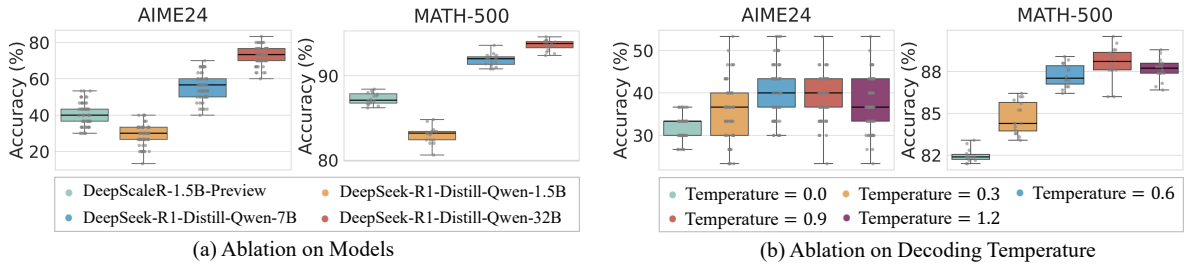 AIME24
MATH-500
Accuracy (%)
80
60
40
20
Accuracy (%)
90
80
DeepScaleR-1.5B-Preview
DeepSeek-R1-Distill-Qwen-1.5B
DeepSeek-R1-Distill-Qwen-7B
DeepSeek-R1-Distill-Qwen-32B
(a) Ablation on Models
AIME24
MATH-500
Accuracy (%)
50
40
30
Accuracy (%)
88
85
82
Temperature = 0.0
Temperature = 0.3
Temperature = 0.6
Temperature = 0.9
Temperature = 1.2
(b) Ablation on Decoding Temperature